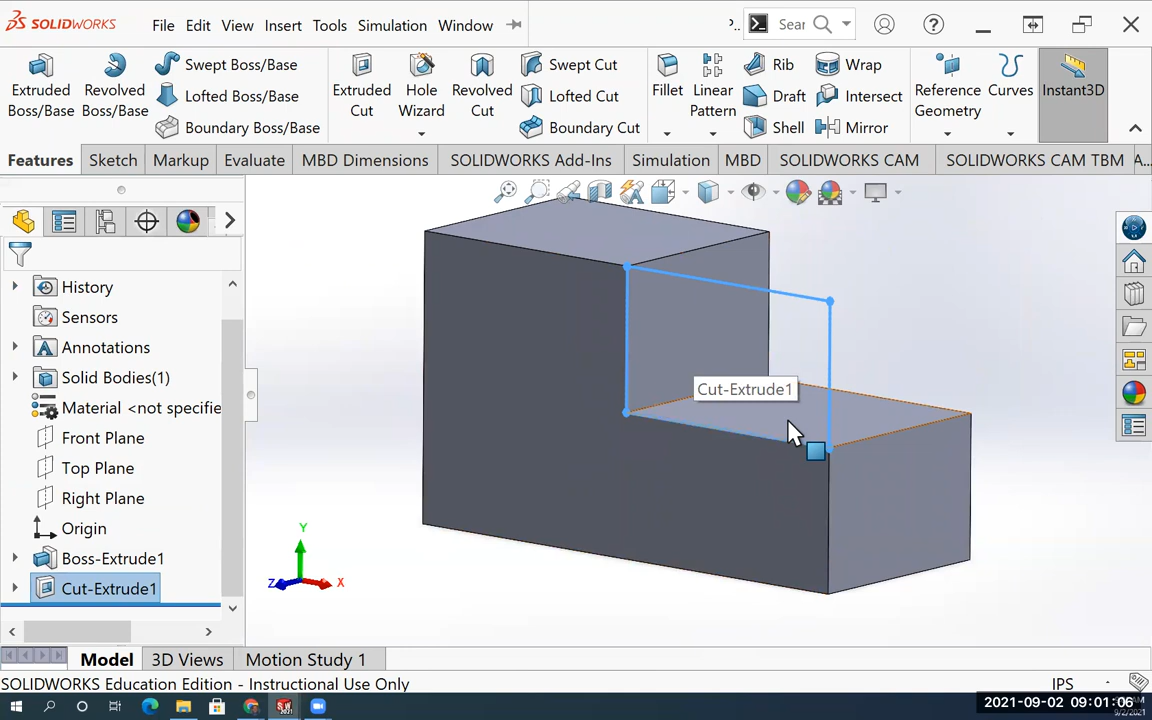 SOLIDWORKS File Edit View Insert Tools Simulation Window Sear
Extruded Boss/Base
Revolved Boss/Base
Swept Boss/Base
Lofted Boss/Base
Boundary Boss/Base
Extruded Cut
Hole Wizard
Revolved Cut
Swept Cut
Lofted Cut
Boundary Cut
Fillet
Linear Pattern
Rib
Draft
Shell
Wrap
Intersect
Mirror
Reference Geometry
Curves
Instant3D
Features Sketch Markup Evaluate MBD Dimensions SOLIDWORKS Add-Ins Simulation MBD SOLIDWORKS CAM SOLIDWORKS CAM TBM A...
History
Sensors
Annotations
Solid Bodies(1)
Material <not specifie
Front Plane
Top Plane
Right Plane
Origin
Boss-Extrude1
Cut-Extrude1
Cut-Extrude1
Y
Z X
Model 3D Views Motion Study 1
SOLIDWORKS Education Edition - Instructional Use Only IPS
2021-09-02 09:01:06
9/2/2021